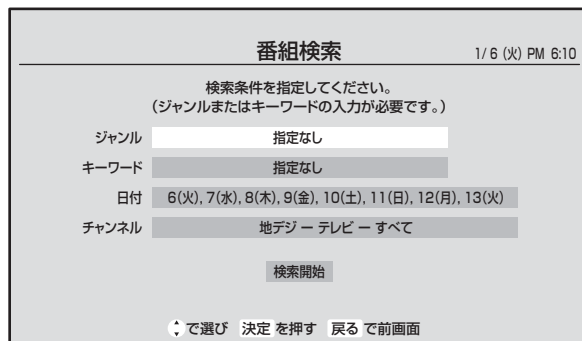 番組検索 1/ 6 (火) PM 6:10
検索条件を指定してください。
(ジャンルまたはキーワードの入力が必要です。)
ジャンル 指定なし
キーワード 指定なし
日付 6(火), 7(水), 8(木), 9(金), 10(土), 11(日), 12(月), 13(火)
チャンネル 地デジ ー テレビ ー すべて
検索開始
で選び 決定 を押す 戻る で前画面